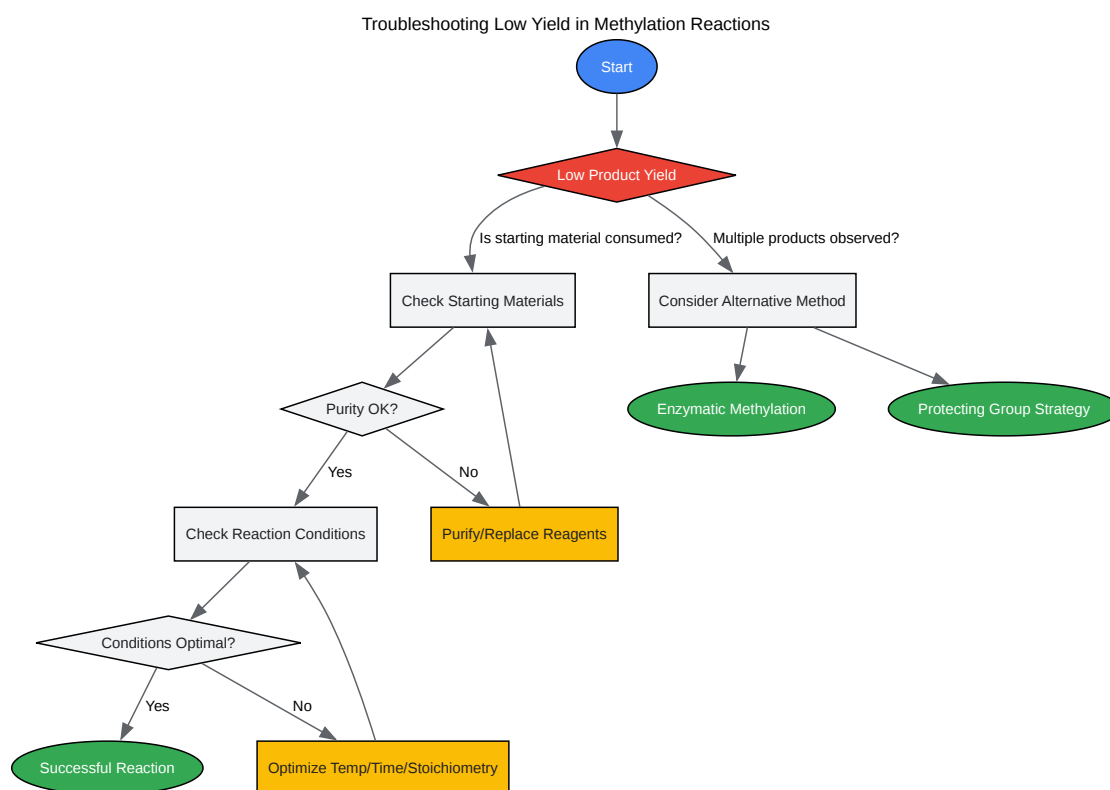 Troubleshooting Low Yield in Methylation Reactions
Start
Low Product Yield
Is starting material consumed?
Multiple products observed?
Check Starting Materials
Consider Alternative Method
Purity OK?
Enzymatic Methylation
Protecting Group Strategy
Yes
No
Check Reaction Conditions
Purify/Replace Reagents
Conditions Optimal?
Yes
No
Successful Reaction
Optimize Temp/Time/Stoichiometry